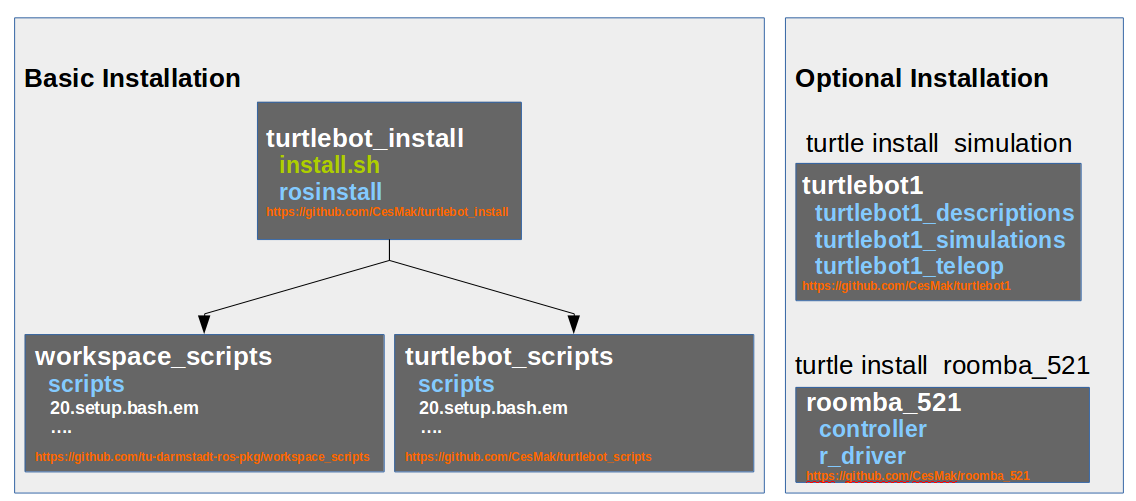 Basic Installation
turtlebot_install
install.sh
rosinstall
https://github.com/CesMak/turtlebot_install
workspace_scripts
scripts
20.setup.bash.em
....
https://github.com/tu-darmstadt-ros-pkg/workspace_scripts
turtlebot_scripts
scripts
20.setup.bash.em
....
https://github.com/CesMak/turtlebot_scripts
Optional Installation
turtle install simulation
turtlebot1
turtlebot1_descriptions
turtlebot1_simulations
turtlebot1_teleop
https://github.com/CesMak/turtlebot1
turtle install roomba_521
roomba_521
controller
r_driver
https://github.com/CesMak/roomba_521